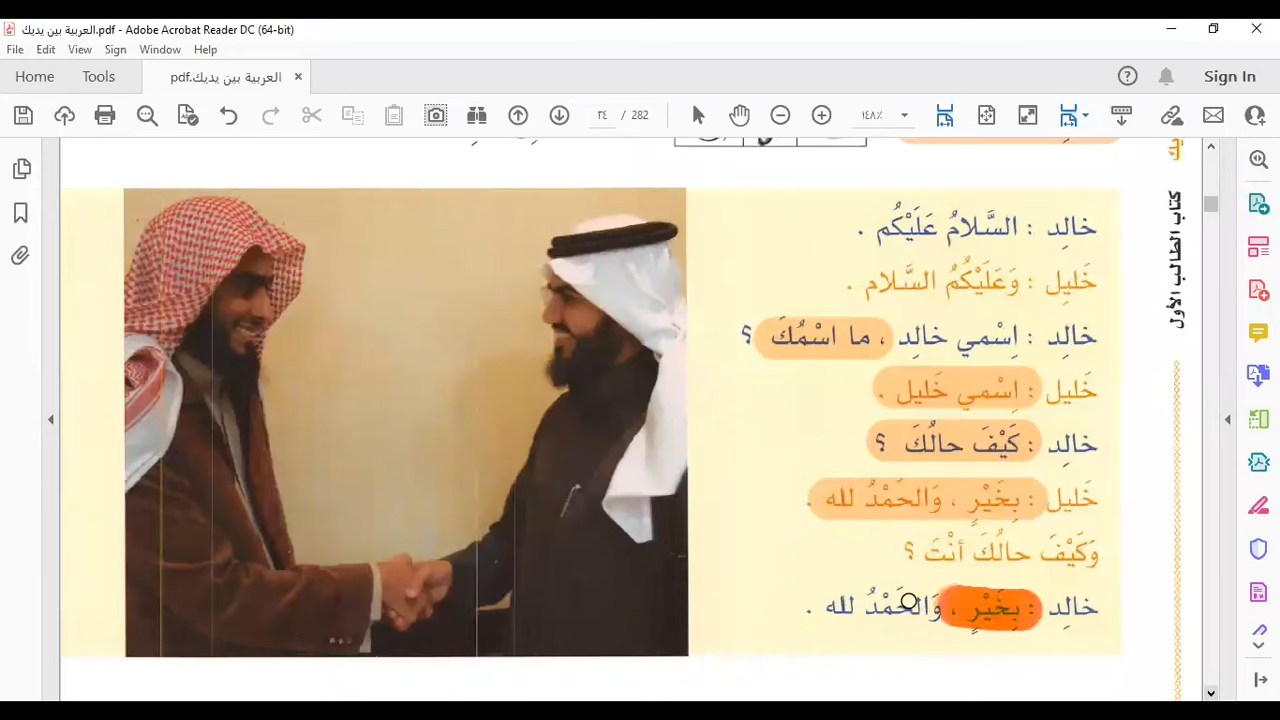 العربية بين يديك.pdf - Adobe Acrobat Reader DC (64-bit)
File Edit View Sign Window Help
Home Tools العربية بين يديك.pdf × Sign In
٣٤ / 282 ١٤٨٪
كتاب الطالب الأول
خالِد : السَّلامُ عَلَيْكُم .
خَليل : وَعَلَيْكُمُ السَّلام .
خالِد : اِسْمي خالِد ، ما اسْمُكَ ؟
خَليل : اِسْمي خَليل .
خالِد : كَيْفَ حالُكَ ؟
خَليل : بِخَيْرٍ ، وَالحَمْدُ لله .
وَكَيْفَ حالُكَ أنْتَ ؟
خالِد : بِخَيْرٍ ، وَالحَمْدُ لله .